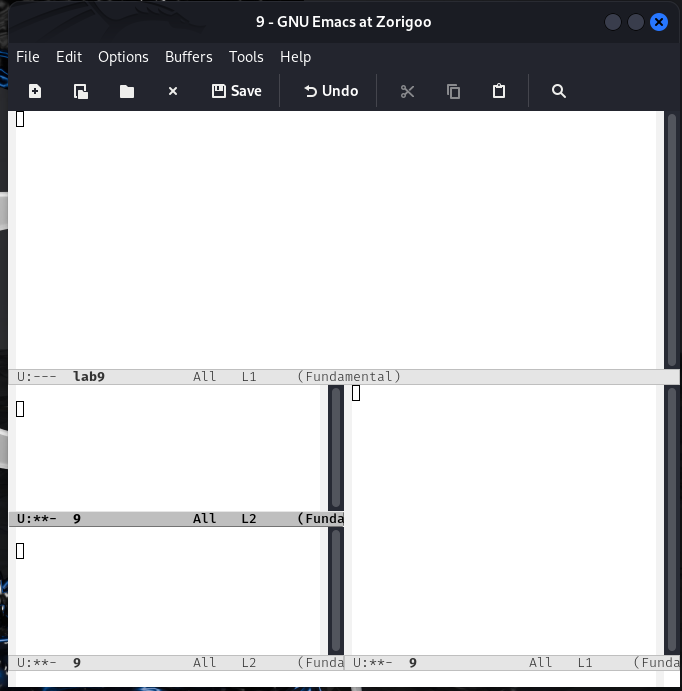 9 - GNU Emacs at Zorigoo
File Edit Options Buffers Tools Help
Save Undo
U:--- lab9 All L1 (Fundamental)
U:**- 9 All L2 (Funda
U:**- 9 All L2 (Funda
U:**- 9 All L1 (Funda